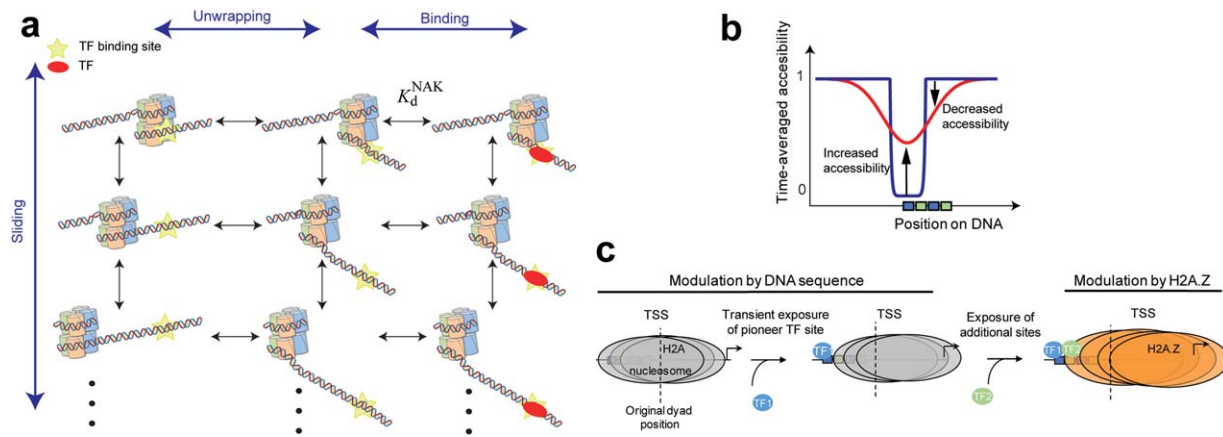 a
Unwrapping
Binding
TF binding site
TF
K_d^NAK
Sliding
b
Time-averaged accesibility
1
0
Increased
accessibility
Decreased
accessibility
Position on DNA
c
Modulation by DNA sequence
Modulation by H2A.Z
TSS
Transient exposure
of pioneer TF site
TSS
Exposure of
additional sites
TSS
H2A
nucleosome
TF1
TF1
TF2
H2A.Z
Original dyad
position
TF1
TF2